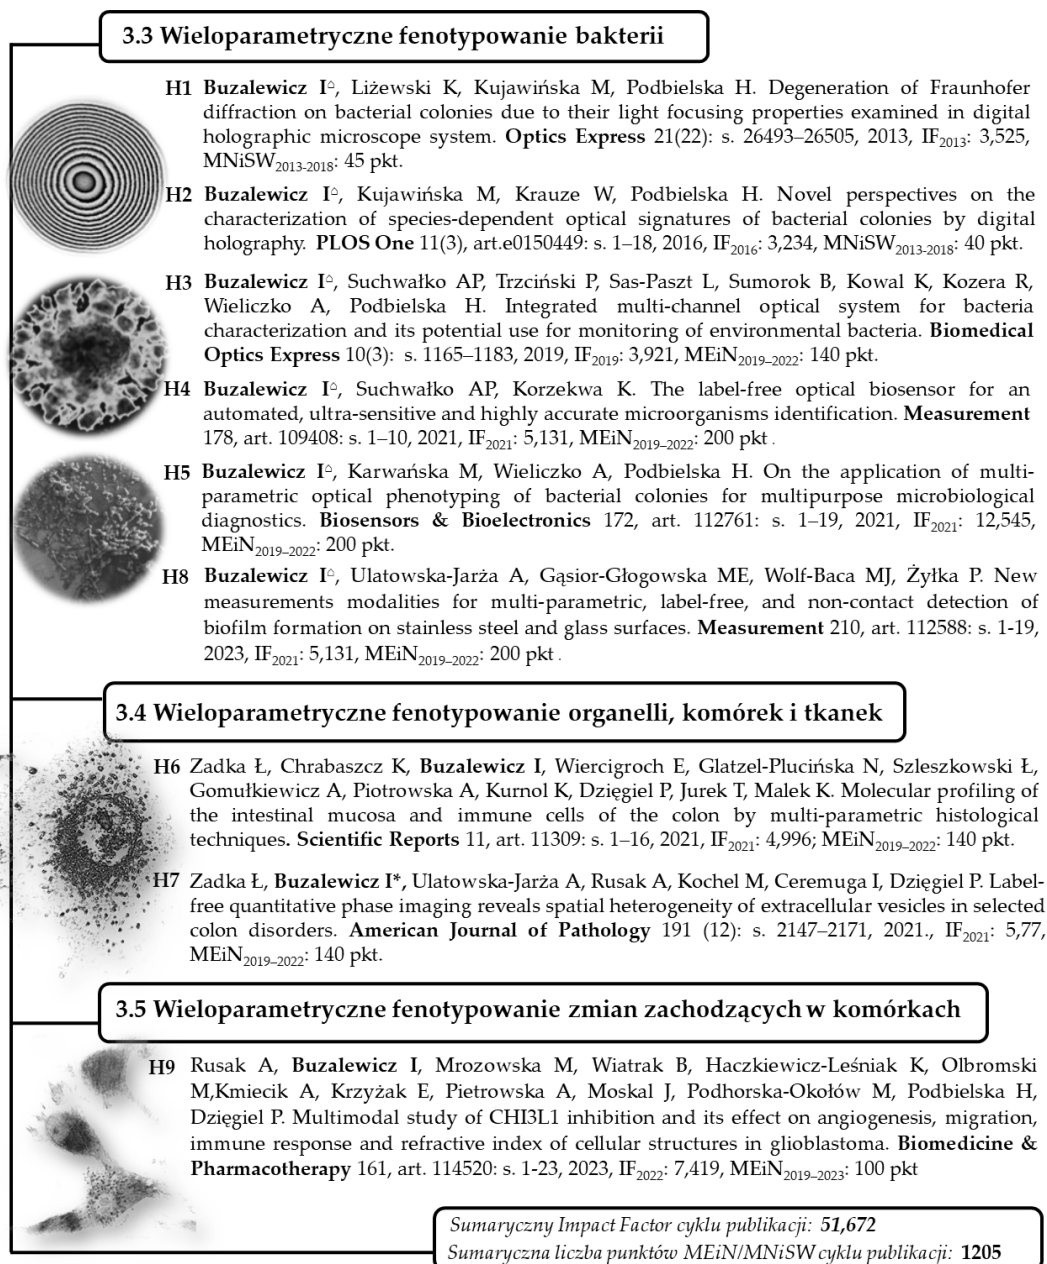 3.3 Wieloparametryczne fenotypowanie bakterii
H1 Buzalewicz I⌂, Liżewski K, Kujawińska M, Podbielska H. Degeneration of Fraunhofer
diffraction on bacterial colonies due to their light focusing properties examined in digital
holographic microscope system. Optics Express 21(22): s. 26493–26505, 2013, IF2013: 3,525,
MNiSW2013-2018: 45 pkt.
H2 Buzalewicz I⌂, Kujawińska M, Krauze W, Podbielska H. Novel perspectives on the
characterization of species-dependent optical signatures of bacterial colonies by digital
holography. PLOS One 11(3), art.e0150449: s. 1–18, 2016, IF2016: 3,234, MNiSW2013-2018: 40 pkt.
H3 Buzalewicz I⌂, Suchwałko AP, Trzciński P, Sas-Paszt L, Sumorok B, Kowal K, Kozera R,
Wieliczko A, Podbielska H. Integrated multi-channel optical system for bacteria
characterization and its potential use for monitoring of environmental bacteria. Biomedical
Optics Express 10(3): s. 1165–1183, 2019, IF2019: 3,921, MEiN2019–2022: 140 pkt.
H4 Buzalewicz I⌂, Suchwałko AP, Korzekwa K. The label-free optical biosensor for an
automated, ultra-sensitive and highly accurate microorganisms identification. Measurement
178, art. 109408: s. 1–10, 2021, IF2021: 5,131, MEiN2019–2022: 200 pkt.
H5 Buzalewicz I⌂, Karwańska M, Wieliczko A, Podbielska H. On the application of multi-
parametric optical phenotyping of bacterial colonies for multipurpose microbiological
diagnostics. Biosensors & Bioelectronics 172, art. 112761: s. 1–19, 2021, IF2021: 12,545,
MEiN2019–2022: 200 pkt.
H8 Buzalewicz I⌂, Ulatowska-Jarża A, Gąsior-Głogowska ME, Wolf-Baca MJ, Żyłka P. New
measurements modalities for multi-parametric, label-free, and non-contact detection of
biofilm formation on stainless steel and glass surfaces. Measurement 210, art. 112588: s. 1-19,
2023, IF2021: 5,131, MEiN2019–2022: 200 pkt.
3.4 Wieloparametryczne fenotypowanie organelli, komórek i tkanek
H6 Zadka Ł, Chrabaszcz K, Buzalewicz I, Wiercigroch E, Glatzel-Plucińska N, Szleszkowski Ł,
Gomułkiewicz A, Piotrowska A, Kurnol K, Dzięgiel P, Jurek T, Malek K. Molecular profiling of
the intestinal mucosa and immune cells of the colon by multi-parametric histological
techniques. Scientific Reports 11, art. 11309: s. 1–16, 2021, IF2021: 4,996; MEiN2019–2022: 140 pkt.
H7 Zadka Ł, Buzalewicz I*, Ulatowska-Jarża A, Rusak A, Kochel M, Ceremuga I, Dzięgiel P. Label-
free quantitative phase imaging reveals spatial heterogeneity of extracellular vesicles in selected
colon disorders. American Journal of Pathology 191 (12): s. 2147–2171, 2021., IF2021: 5,77,
MEiN2019–2022: 140 pkt.
3.5 Wieloparametryczne fenotypowanie zmian zachodzących w komórkach
H9 Rusak A, Buzalewicz I, Mrozowska M, Wiatrak B, Haczkiewicz-Leśniak K, Olbromski
M,Kmiecik A, Krzyżak E, Pietrowska A, Moskal J, Podhorska-Okołów M, Podbielska H,
Dzięgiel P. Multimodal study of CHI3L1 inhibition and its effect on angiogenesis, migration,
immune response and refractive index of cellular structures in glioblastoma. Biomedicine &
Pharmacotherapy 161, art. 114520: s. 1-23, 2023, IF2022: 7,419, MEiN2019–2023: 100 pkt
Sumaryczny Impact Factor cyklu publikacji: 51,672
Sumaryczna liczba punktów MEiN/MNiSW cyklu publikacji: 1205